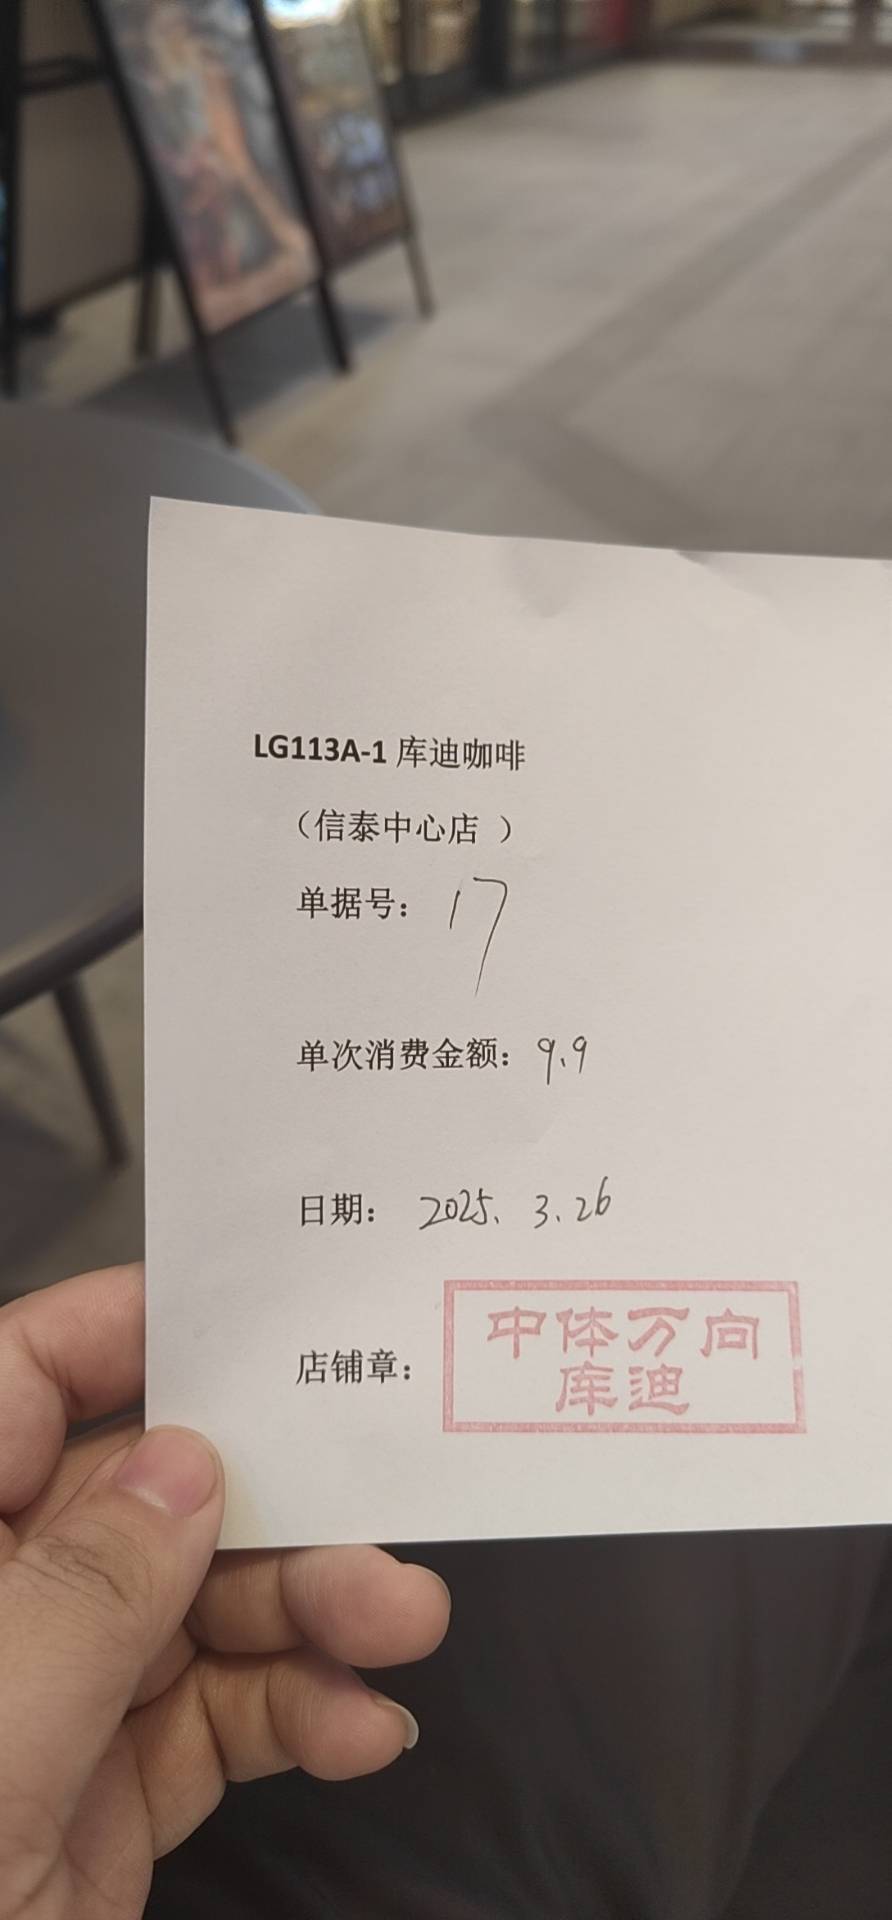 LG113A-1 库迪咖啡
（信泰中心店 ）
单据号： 17
单次消费金额：9.9
日期： 2025. 3. 26
店铺章：
中体万向
库迪